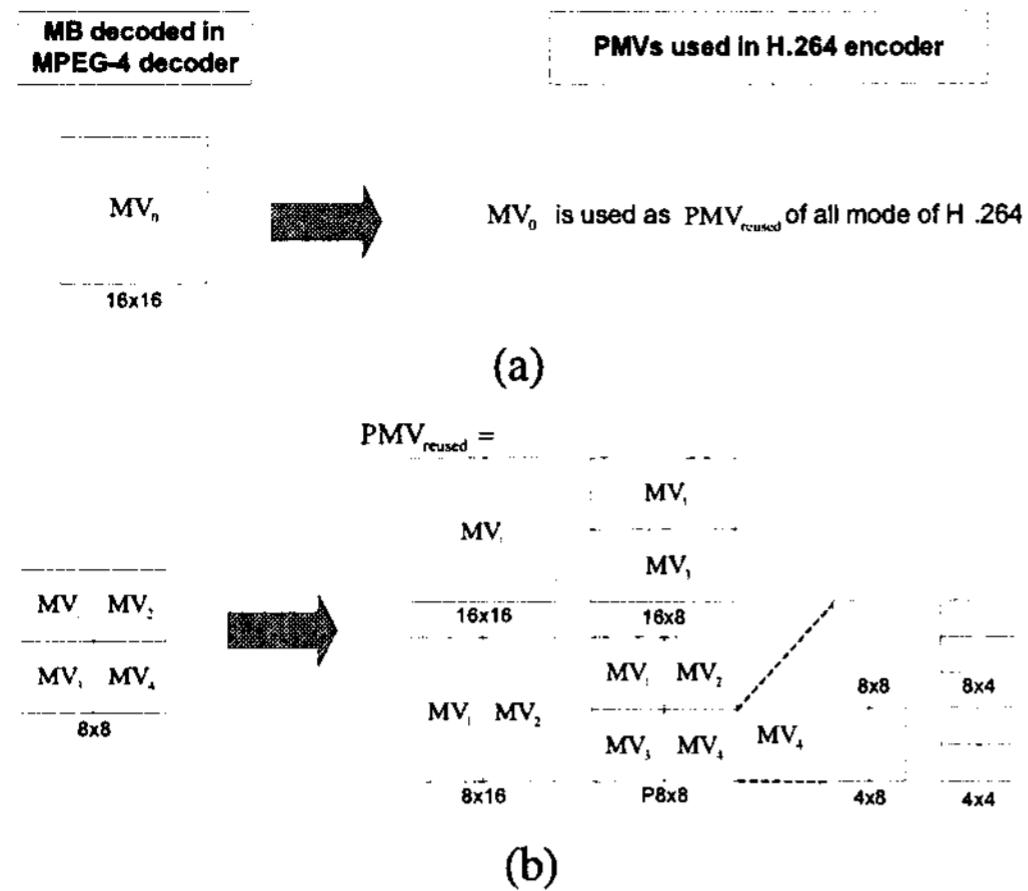 MB decoded in
MPEG-4 decoder
PMVs used in H.264 encoder
MV₀
16x16
MV₀ is used as PMV_reused of all mode of H .264
(a)
PMV_reused =
MV₁
16x16
MV₁
MV₃
16x8
MV₁ MV₂
MV₃ MV₄
8x8
MV₁ MV₂
8x16
MV₁ MV₂
MV₃ MV₄
P8x8
MV₄
8x8
8x4
4x8
4x4
(b)